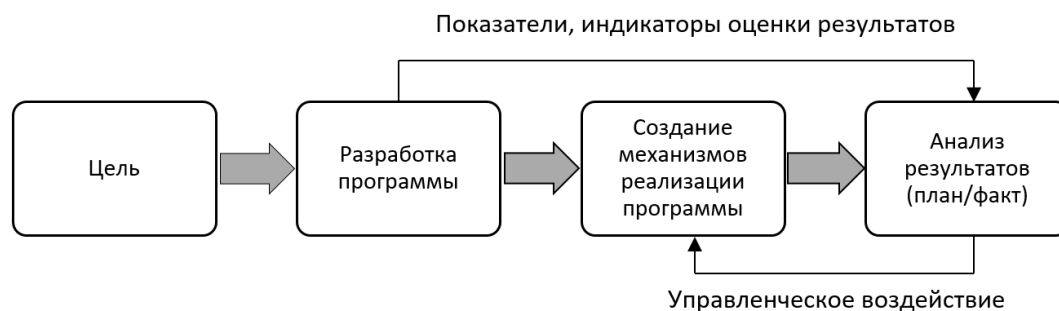 Показатели, индикаторы оценки результатов
Цель
Разработка
программы
Создание
механизмов
реализации
программы
Анализ
результатов
(план/факт)
Управленческое воздействие